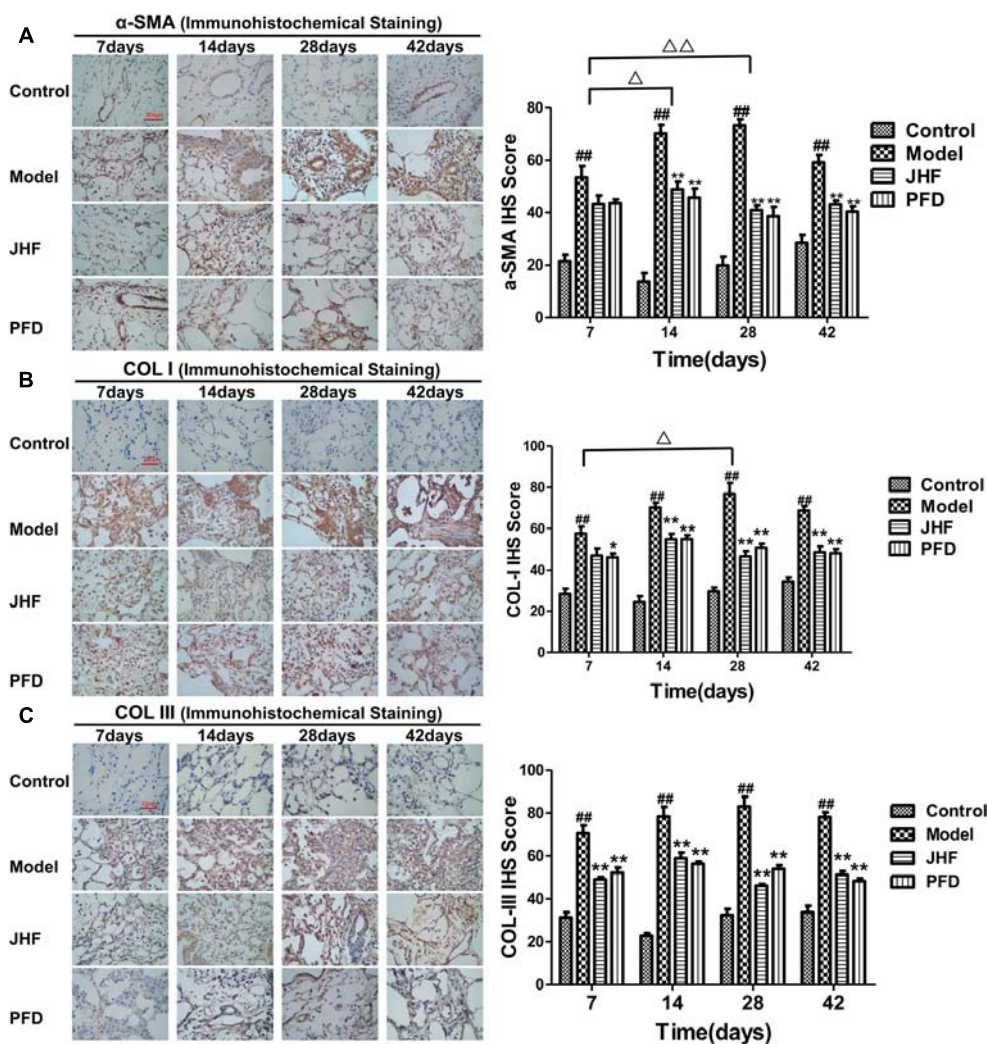 A
α-SMA (Immunohistochemical Staining)
7days 14days 28days 42days
Control
Model
JHF
PFD
△ △
△
## ## ## ##
** ** ** ** ** **
80
60
40
20
0
a-SMA IHS Score
7 14 28 42
Time(days)
Control
Model
JHF
PFD
B
COL I (Immunohistochemical Staining)
7days 14days 28days 42days
Control
Model
JHF
PFD
△
## ## ## ##
* ** ** ** ** ** **
100
80
60
40
20
0
COL-I IHS Score
7 14 28 42
Time(days)
Control
Model
JHF
PFD
C
COL III (Immunohistochemical Staining)
7days 14days 28days 42days
Control
Model
JHF
PFD
## ## ## ##
** ** ** ** ** ** ** **
100
80
60
40
20
0
COL-III IHS Score
7 14 28 42
Time(days)
Control
Model
JHF
PFD